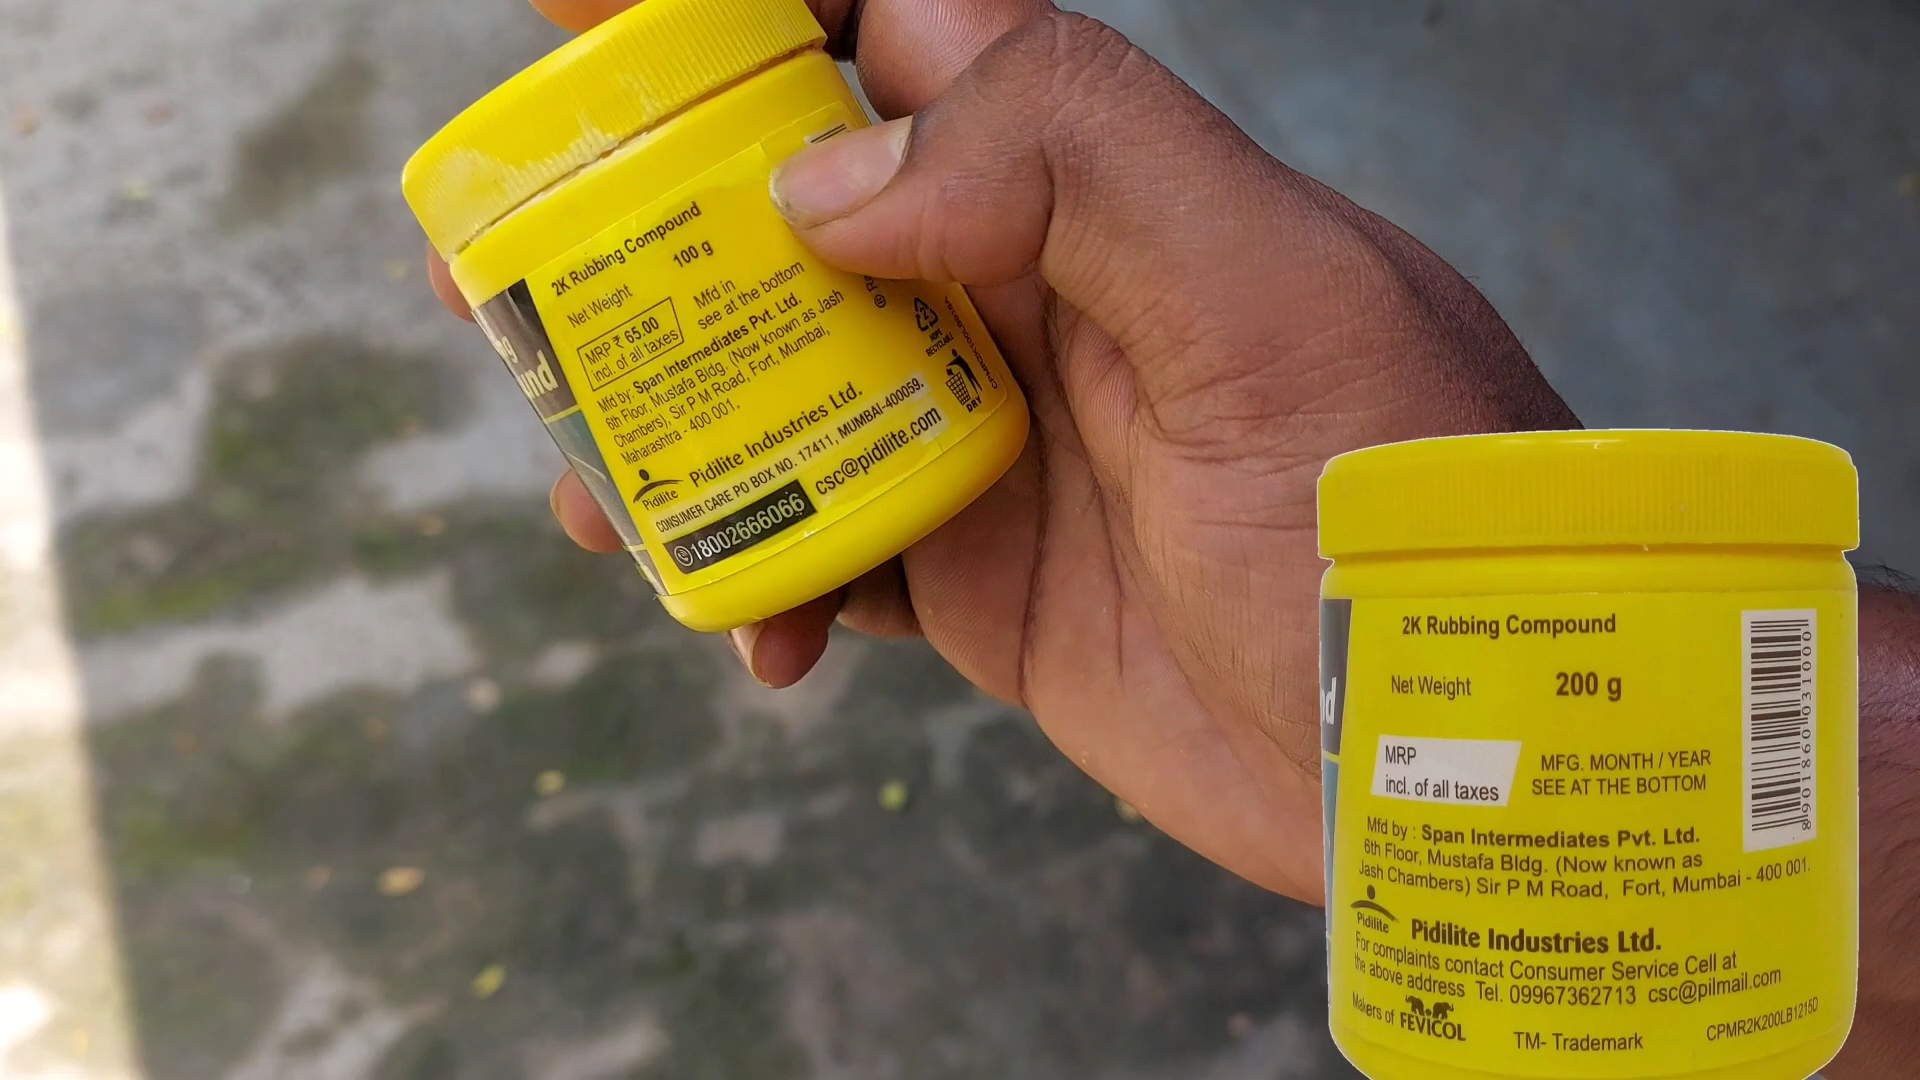 ng
und
2K Rubbing Compound
Net Weight 100 g
MRP ₹ 65.00
incl. of all taxes
Mfd in
see at the bottom
Mfd by: Span Intermediates Pvt. Ltd.
6th Floor, Mustafa Bldg. (Now known as Jash
Chambers), Sir P M Road, Fort, Mumbai,
Maharashtra - 400 001.
Pidilite
Pidilite Industries Ltd.
CONSUMER CARE PO BOX NO. 17411, MUMBAI-400059.
18002666066 csc@pidilite.com
2
HDPE
RECYCLABLE
DRY
d
2K Rubbing Compound
Net Weight 200 g
MRP
incl. of all taxes
MFG. MONTH / YEAR
SEE AT THE BOTTOM
8901860031000
Mfd by : Span Intermediates Pvt. Ltd.
6th Floor, Mustafa Bldg. (Now known as
Jash Chambers) Sir P M Road, Fort, Mumbai - 400 001.
Pidilite
Pidilite Industries Ltd.
For complaints contact Consumer Service Cell at
the above address Tel. 09967362713 csc@pilmail.com
Makers of FEVICOL
TM- Trademark
CPMR2K200LB1215D